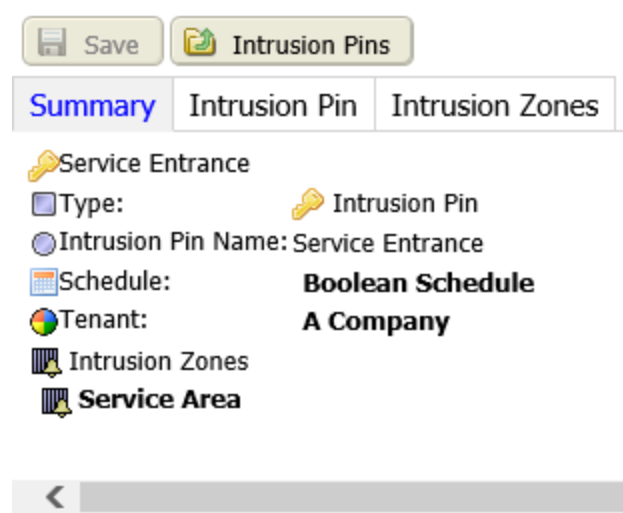 Save Intrusion Pins
Summary Intrusion Pin Intrusion Zones
Service Entrance
Type: Intrusion Pin
Intrusion Pin Name: Service Entrance
Schedule: Boolean Schedule
Tenant: A Company
Intrusion Zones
Service Area